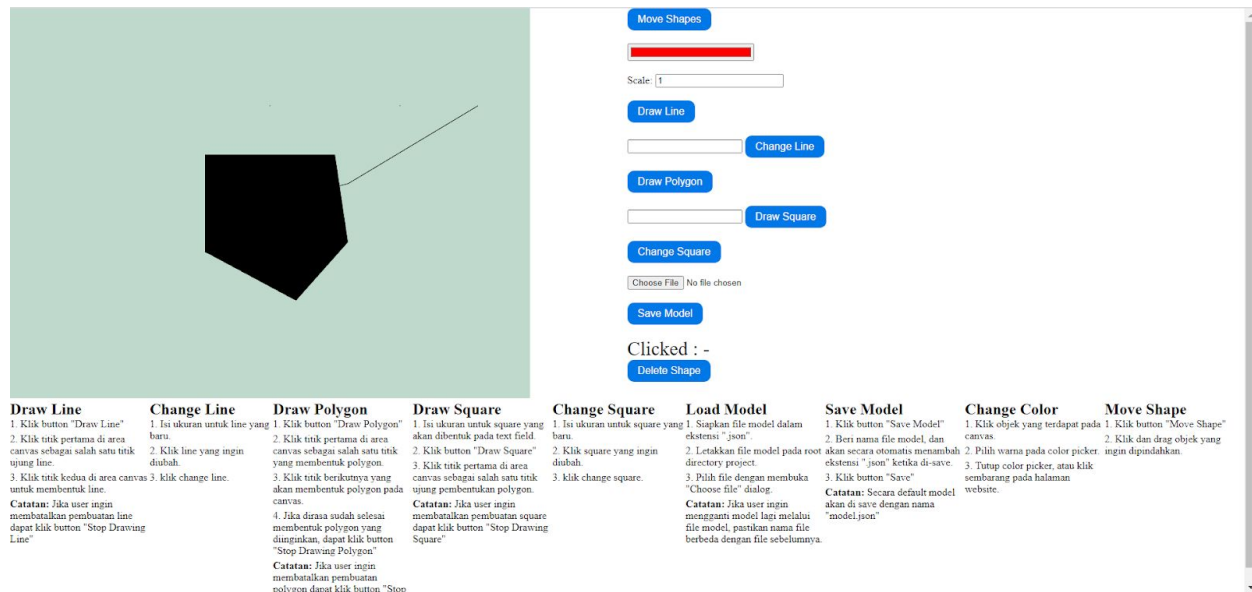 Move Shapes
Scale: 1
Draw Line
Change Line
Draw Polygon
Draw Square
Change Square
Choose File No file chosen
Save Model
Clicked : -
Delete Shape
Draw Line
1. Klik button "Draw Line"
2. Klik titik pertama di area
canvas sebagai salah satu titik
ujung line.
3. Klik titik kedua di area canvas
untuk membentuk line.
Catatan: Jika user ingin
membatalkan pembuatan line
dapat klik button "Stop Drawing
Line"
Change Line
1. Isi ukuran untuk line yang
baru.
2. Klik line yang ingin
diubah.
3. klik change line.
Draw Polygon
1. Klik button "Draw Polygon"
2. Klik titik pertama di area
canvas sebagai salah satu titik
yang membentuk polygon.
3. Klik titik berikutnya yang
akan membentuk polygon pada
canvas.
4. Jika dirasa sudah selesai
membentuk polygon yang
diinginkan, dapat klik button
"Stop Drawing Polygon"
Catatan: Jika user ingin
membatalkan pembuatan
polygon dapat klik button "Stop
Draw Square
1. Isi ukuran untuk square yang
akan dibentuk pada text field.
2. Klik button "Draw Square"
3. Klik titik pertama di area
canvas sebagai salah satu titik
ujung pembentukan polygon.
Catatan: Jika user ingin
membatalkan pembuatan square
dapat klik button "Stop Drawing
Square"
Change Square
1. Isi ukuran untuk square yang
baru.
2. Klik square yang ingin
diubah.
3. klik change square.
Load Model
1. Siapkan file model dalam
ekstensi ".json".
2. Letakkan file model pada root
directory project.
3. Pilih file dengan membuka
"Choose file" dialog.
Catatan: Jika user ingin
mengganti model lagi melalui
file model, pastikan nama file
berbeda dengan file sebelumnya.
Save Model
1. Klik button "Save Model"
2. Beri nama file model, dan
akan secara otomatis menambah
ekstensi ".json" ketika di-save.
3. Klik button "Save"
Catatan: Secara default model
akan di save dengan nama
"model.json"
Change Color
1. Klik objek yang terdapat pada
canvas.
2. Pilih warna pada color picker.
3. Tutup color picker, atau klik
sembarang pada halaman
website.
Move Shape
1. Klik button "Move Shape"
2. Klik dan drag objek yang
ingin dipindahkan.